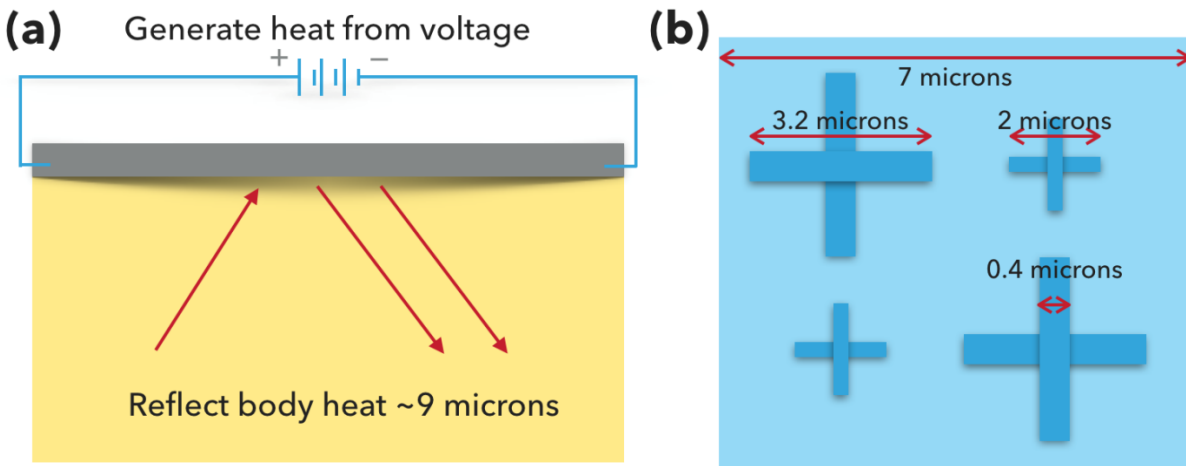 (a)
Generate heat from voltage
+ −
Reflect body heat ~9 microns
(b)
7 microns
3.2 microns
2 microns
0.4 microns